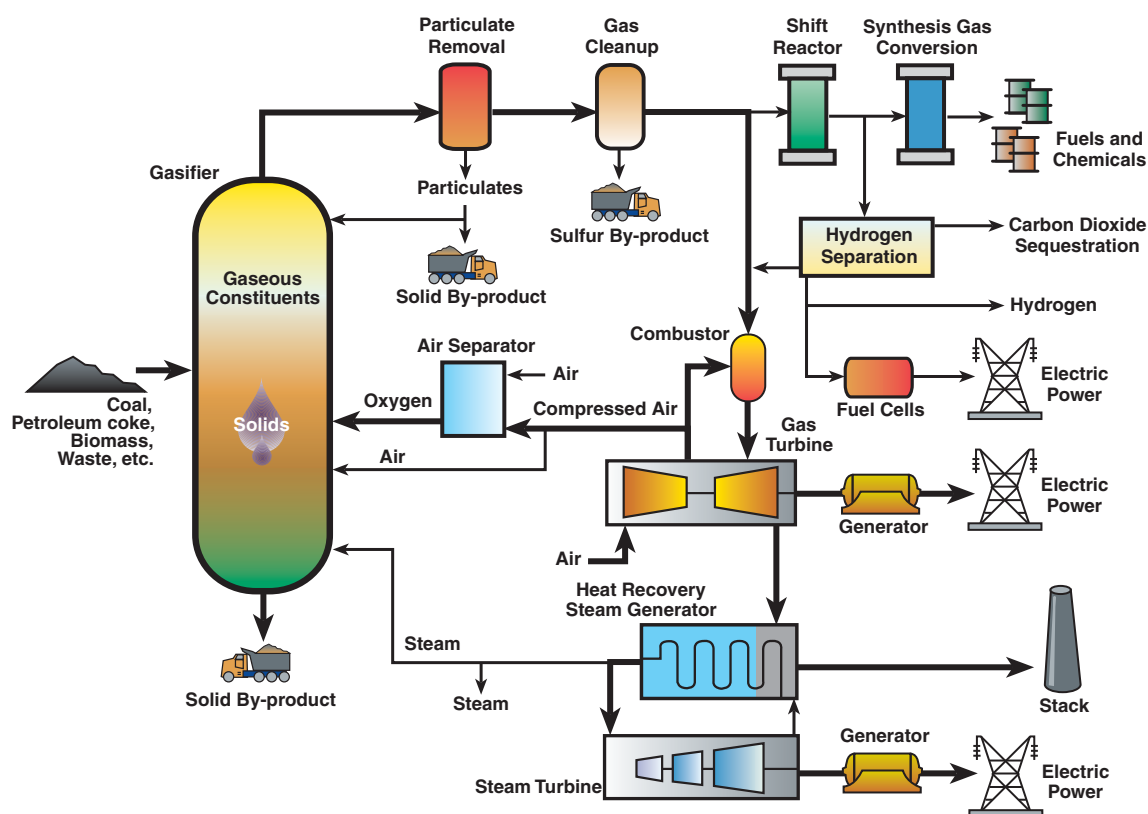 Particulate
Removal
Gas
Cleanup
Shift
Reactor
Synthesis Gas
Conversion
Fuels and
Chemicals
Gasifier
Particulates
Sulfur By-product
Solid By-product
Hydrogen
Separation
Carbon Dioxide
Sequestration
Hydrogen
Gaseous
Constituents
Combustor
Air Separator
Air
Fuel Cells
Electric
Power
Coal,
Petroleum coke,
Biomass,
Waste, etc.
Solids
Oxygen
Compressed Air
Air
Gas
Turbine
Generator
Electric
Power
Air
Heat Recovery
Steam Generator
Steam
Steam
Solid By-product
Stack
Steam Turbine
Generator
Electric
Power